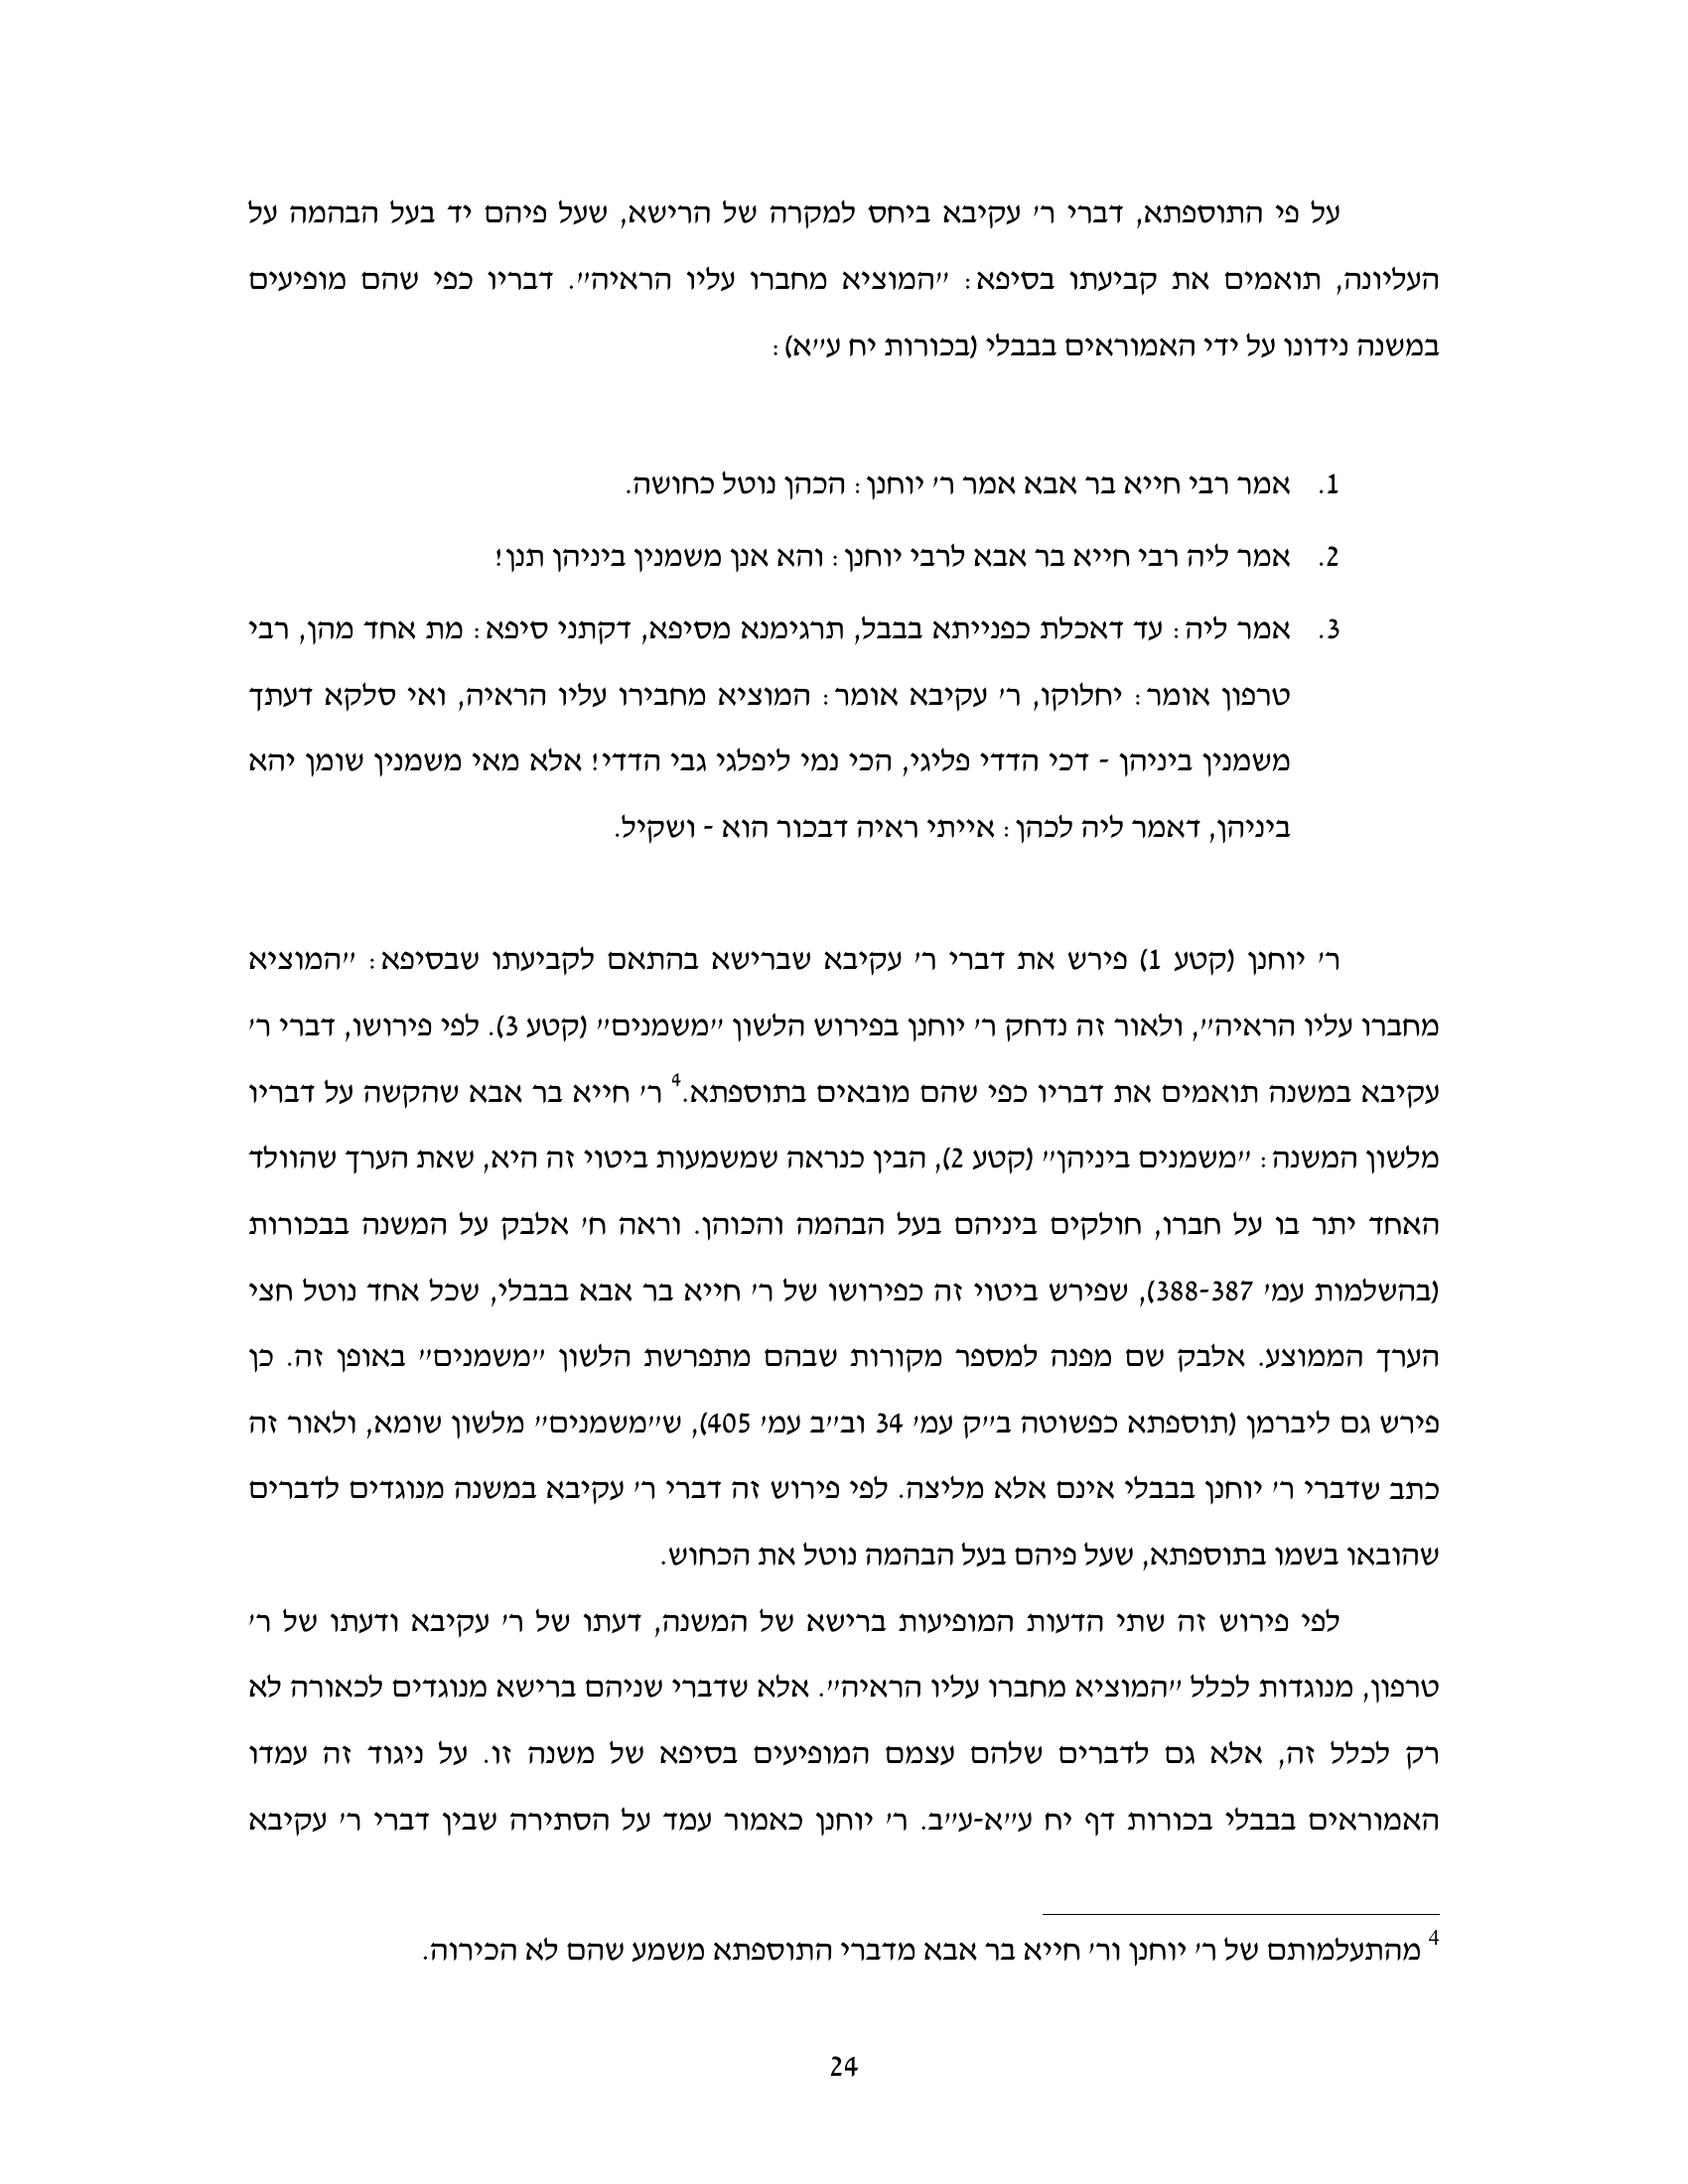 על פי התוספתא, דברי ר׳ עקיבא ביחס למקרה של הרישא, שעל פיהם יד בעל הבהמה על
העליונה, תואמים את קביעתו בסיפא: ״המוציא מחברו עליו הראיה״. דבריו כפי שהם מופיעים
במשנה נידונו על ידי האמוראים בבבלי (בכורות יח ע״א):
1. אמר רבי חייא בר אבא אמר ר׳ יוחנן: הכהן נוטל כחושה.
2. אמר ליה רבי חייא בר אבא לרבי יוחנן: והא אנן משמנין ביניהן תנן!
3. אמר ליה: עד דאכלת כפנייתא בבבל, תרגימנא מסיפא, דקתני סיפא: מת אחד מהן, רבי
טרפון אומר: יחלוקו, ר׳ עקיבא אומר: המוציא מחבירו עליו הראיה, ואי סלקא דעתך
משמנין ביניהן - דכי הדדי פליגי, הכי נמי ליפלגי גבי הדדי! אלא מאי משמנין שומן יהא
ביניהן, דאמר ליה לכהן: אייתי ראיה דבכור הוא - ושקיל.
ר׳ יוחנן (קטע 1) פירש את דברי ר׳ עקיבא שברישא בהתאם לקביעתו שבסיפא: ״המוציא
מחברו עליו הראיה״, ולאור זה נדחק ר׳ יוחנן בפירוש הלשון ״משמנים״ (קטע 3). לפי פירושו, דברי ר׳
עקיבא במשנה תואמים את דבריו כפי שהם מובאים בתוספתא.4 ר׳ חייא בר אבא שהקשה על דבריו
מלשון המשנה: ״משמנים ביניהן״ (קטע 2), הבין כנראה שמשמעות ביטוי זה היא, שאת הערך שהוולד
האחד יתר בו על חברו, חולקים ביניהם בעל הבהמה והכוהן. וראה ח׳ אלבק על המשנה בבכורות
(בהשלמות עמ׳ 388-387), שפירש ביטוי זה כפירושו של ר׳ חייא בר אבא בבבלי, שכל אחד נוטל חצי
הערך הממוצע. אלבק שם מפנה למספר מקורות שבהם מתפרשת הלשון ״משמנים״ באופן זה. כן
פירש גם ליברמן (תוספתא כפשוטה ב״ק עמ׳ 34 וב״ב עמ׳ 405), ש״משמנים״ מלשון שומא, ולאור זה
כתב שדברי ר׳ יוחנן בבבלי אינם אלא מליצה. לפי פירוש זה דברי ר׳ עקיבא במשנה מנוגדים לדברים
שהובאו בשמו בתוספתא, שעל פיהם בעל הבהמה נוטל את הכחוש.
לפי פירוש זה שתי הדעות המופיעות ברישא של המשנה, דעתו של ר׳ עקיבא ודעתו של ר׳
טרפון, מנוגדות לכלל ״המוציא מחברו עליו הראיה״. אלא שדברי שניהם ברישא מנוגדים לכאורה לא
רק לכלל זה, אלא גם לדברים שלהם עצמם המופיעים בסיפא של משנה זו. על ניגוד זה עמדו
האמוראים בבבלי בכורות דף יח ע״א-ע״ב. ר׳ יוחנן כאמור עמד על הסתירה שבין דברי ר׳ עקיבא
4 מהתעלמותם של ר׳ יוחנן ור׳ חייא בר אבא מדברי התוספתא משמע שהם לא הכירוה.
24